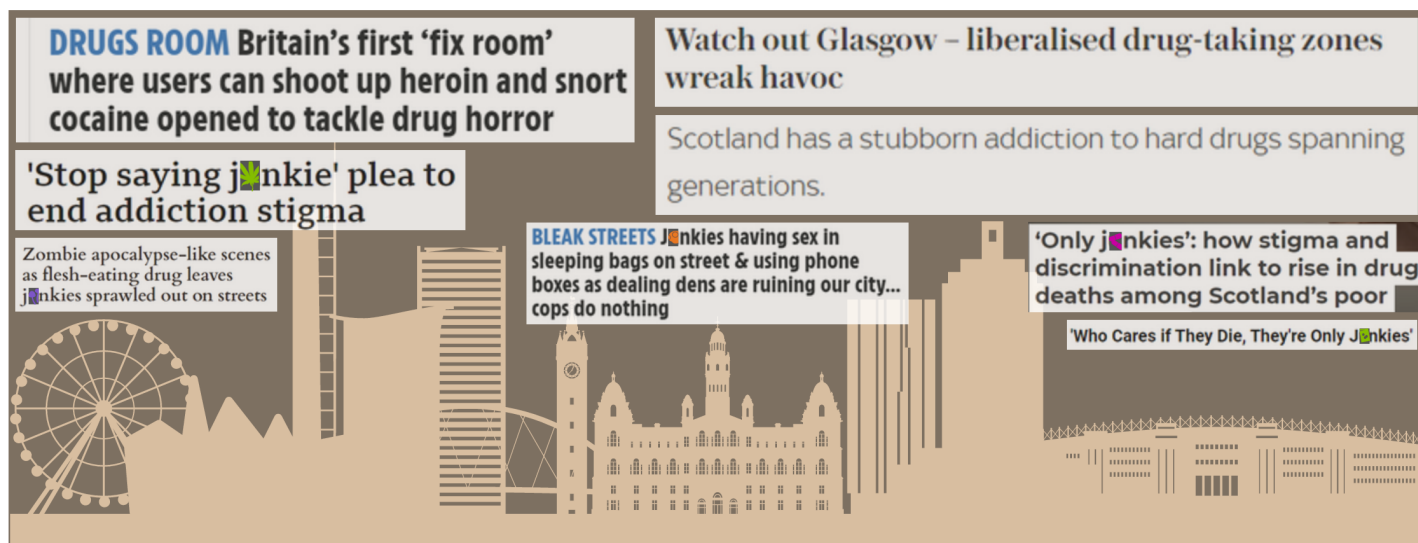 DRUGS ROOM Britain's first 'fix room'
where users can shoot up heroin and snort
cocaine opened to tackle drug horror
Watch out Glasgow – liberalised drug-taking zones
wreak havoc
Scotland has a stubborn addiction to hard drugs spanning
generations.
'Stop saying j*nkie' plea to
end addiction stigma
Zombie apocalypse-like scenes
as flesh-eating drug leaves
j*nkies sprawled out on streets
BLEAK STREETS J*nkies having sex in
sleeping bags on street & using phone
boxes as dealing dens are ruining our city...
cops do nothing
'Only j*nkies': how stigma and
discrimination link to rise in drug
deaths among Scotland's poor
'Who Cares if They Die, They're Only J*nkies'